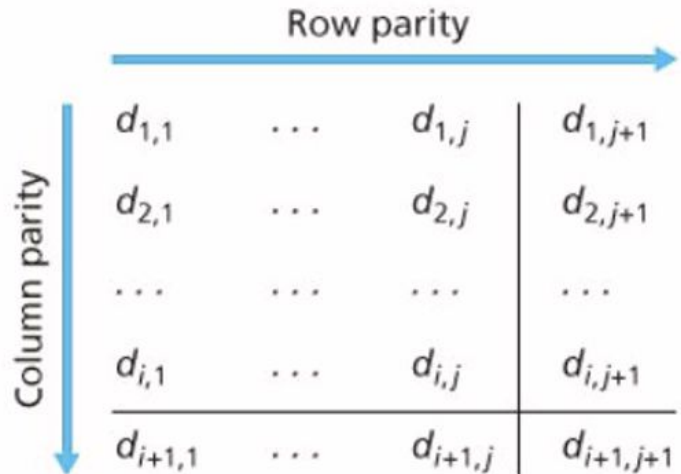 Row parity
Column parity
d1,1 ... d1,j d1,j+1
d2,1 ... d2,j d2,j+1
... ... ... ...
di,1 ... di,j di,j+1
di+1,1 ... di+1,j di+1,j+1